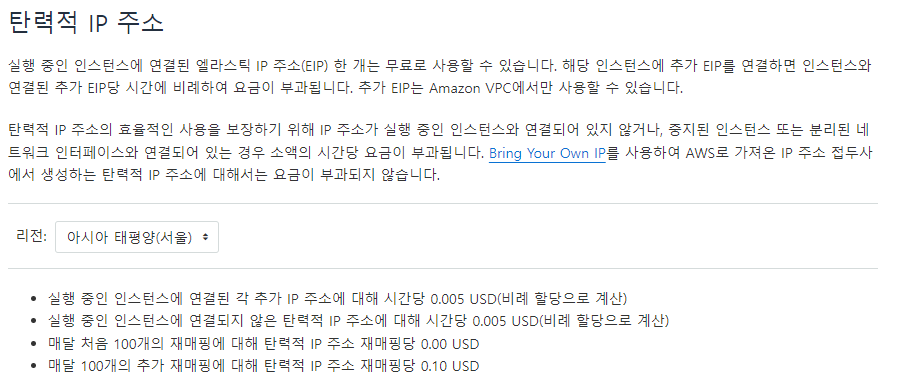 탄력적 IP 주소
실행 중인 인스턴스에 연결된 엘라스틱 IP 주소(EIP) 한 개는 무료로 사용할 수 있습니다. 해당 인스턴스에 추가 EIP를 연결하면 인스턴스와
연결된 추가 EIP당 시간에 비례하여 요금이 부과됩니다. 추가 EIP는 Amazon VPC에서만 사용할 수 있습니다.
탄력적 IP 주소의 효율적인 사용을 보장하기 위해 IP 주소가 실행 중인 인스턴스와 연결되어 있지 않거나, 중지된 인스턴스 또는 분리된 네
트워크 인터페이스와 연결되어 있는 경우 소액의 시간당 요금이 부과됩니다. Bring Your Own IP를 사용하여 AWS로 가져온 IP 주소 접두사
에서 생성하는 탄력적 IP 주소에 대해서는 요금이 부과되지 않습니다.
리전: 아시아 태평양(서울)
• 실행 중인 인스턴스에 연결된 각 추가 IP 주소에 대해 시간당 0.005 USD(비례 할당으로 계산)
• 실행 중인 인스턴스에 연결되지 않은 탄력적 IP 주소에 대해 시간당 0.005 USD(비례 할당으로 계산)
• 매달 처음 100개의 재매핑에 대해 탄력적 IP 주소 재매핑당 0.00 USD
• 매달 100개의 추가 재매핑에 대해 탄력적 IP 주소 재매핑당 0.10 USD